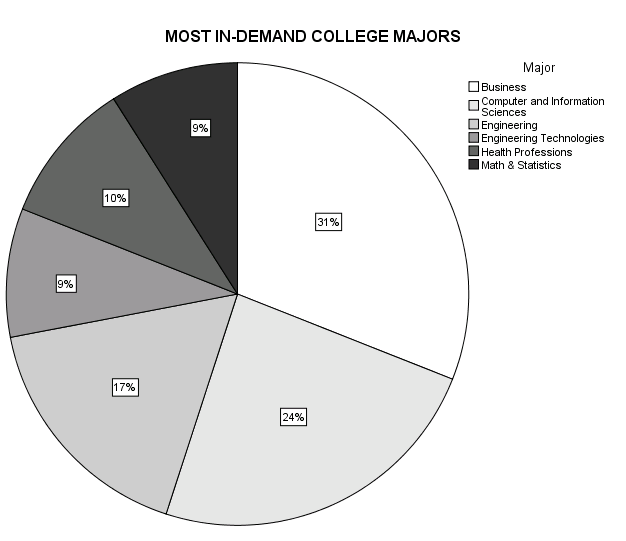 MOST IN-DEMAND COLLEGE MAJORS
Major
Business
Computer and Information
Sciences
Engineering
Engineering Technologies
Health Professions
Math & Statistics
9%
31%
10%
9%
17%
24%